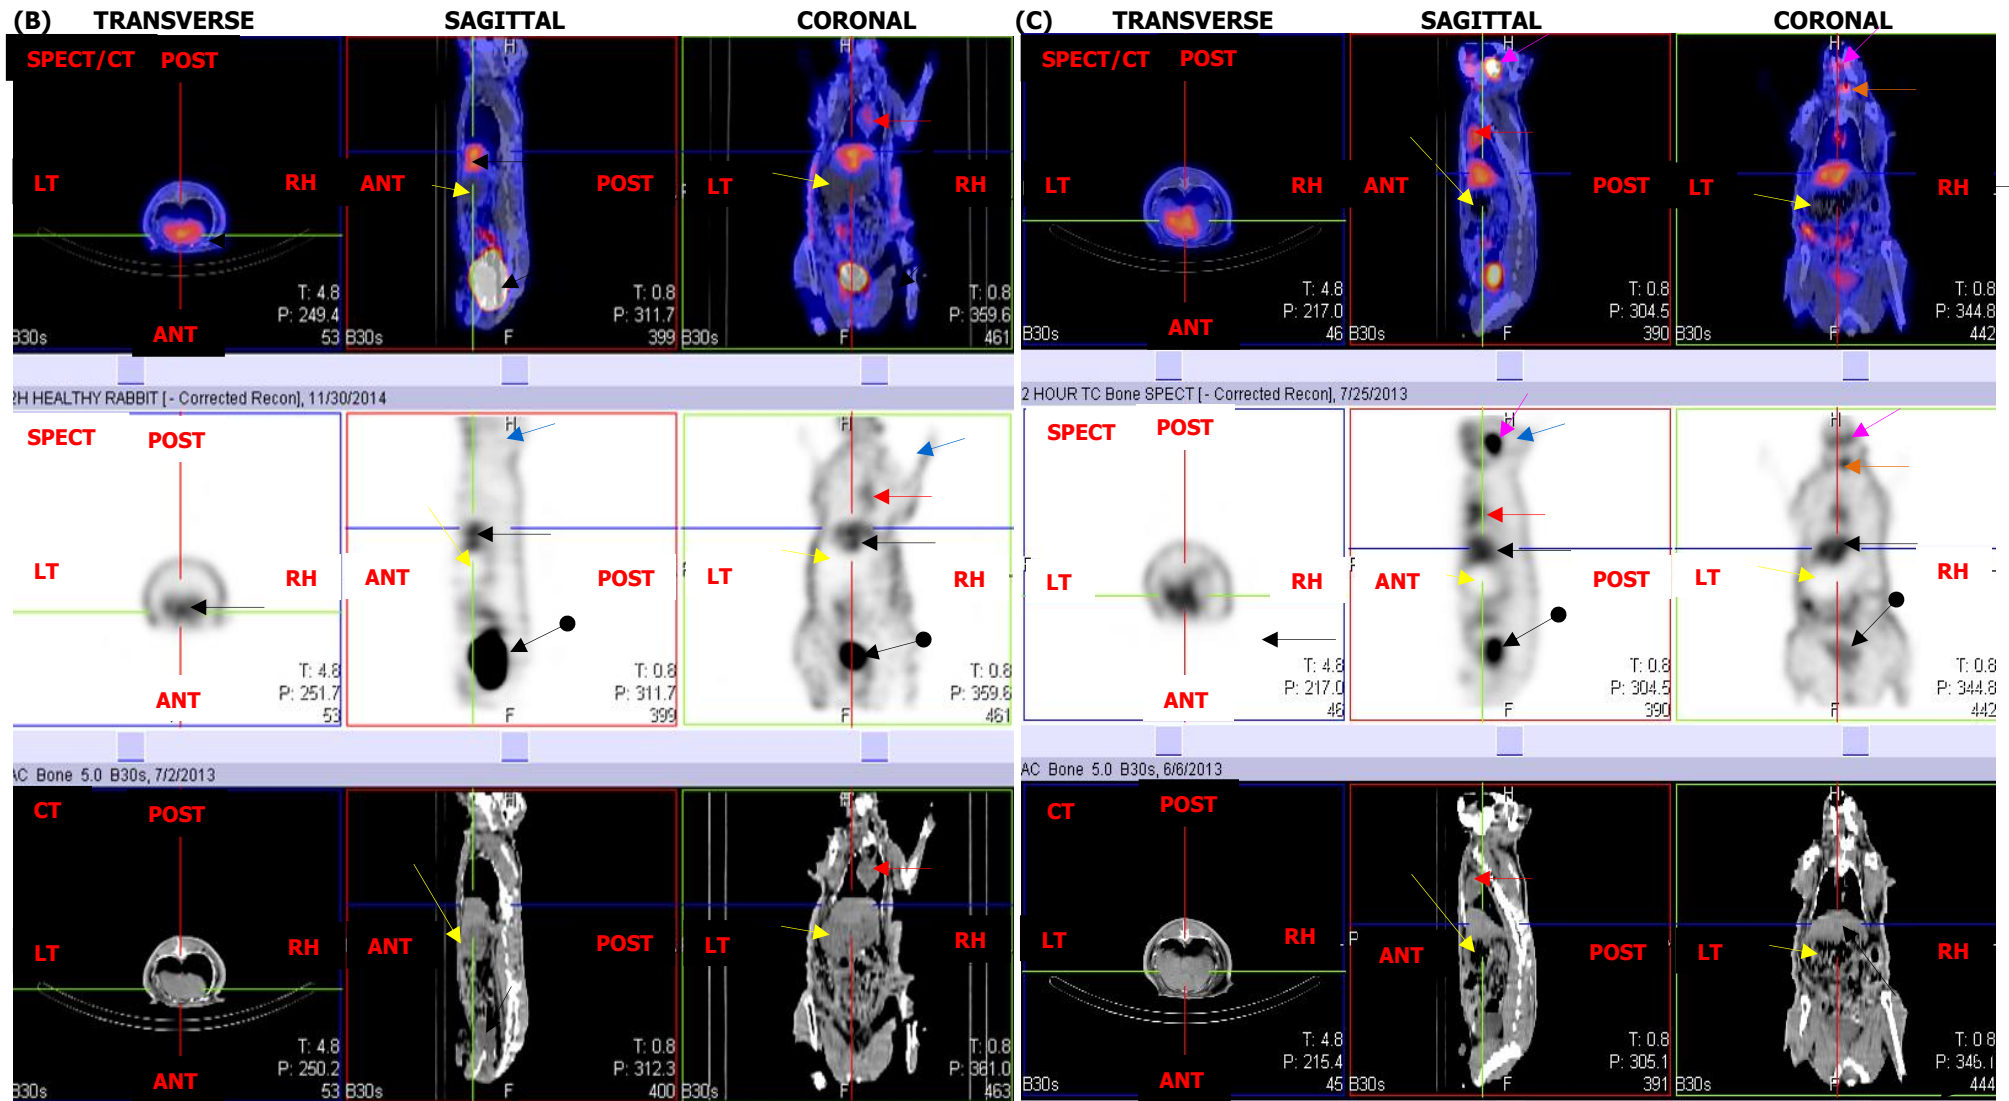 (B) TRANSVERSE SAGITTAL CORONAL
SPECT/CT POST
H H
LT RH ANT POST LT RH
ANT
T: 4.8
P: 249.4
B30s 53
T: 0.8
P: 311.7
B30s F 399
T: 0.8
P: 359.6
B30s F 461
2H HEALTHY RABBIT [ - Corrected Recon], 11/30/2014
SPECT POST
H H
LT RH ANT POST LT RH
ANT
T: 4.8
P: 251.7
53
T: 0.8
P: 311.7
F 399
T: 0.8
P: 359.6
F 461
AC Bone 5.0 B30s, 7/2/2013
CT POST
H H
LT RH ANT POST LT RH
ANT
T: 4.8
P: 250.2
B30s 53
T: 0.8
P: 312.3
F 400
T: 0.8
P: 361.0
B30s F 463
(C) TRANSVERSE SAGITTAL CORONAL
SPECT/CT POST
H H
LT RH ANT POST LT RH
ANT
T: 4.8
P: 217.0
B30s 46
T: 0.8
P: 304.5
B30s F 390
T: 0.8
P: 344.8
B30s F 442
2 HOUR TC Bone SPECT [ - Corrected Recon], 7/25/2013
SPECT POST
H H
LT RH ANT POST LT RH
ANT
T: 4.8
P: 217.0
46
T: 0.8
P: 304.5
F 390
T: 0.8
P: 344.8
F 442
AC Bone 5.0 B30s, 6/6/2013
CT POST
H H
LT RH P ANT POST LT RH
ANT
T: 4.8
P: 215.4
B30s 45
T: 0.8
P: 305.1
B30s F 391
T: 0.8
P: 346.1
B30s F 444